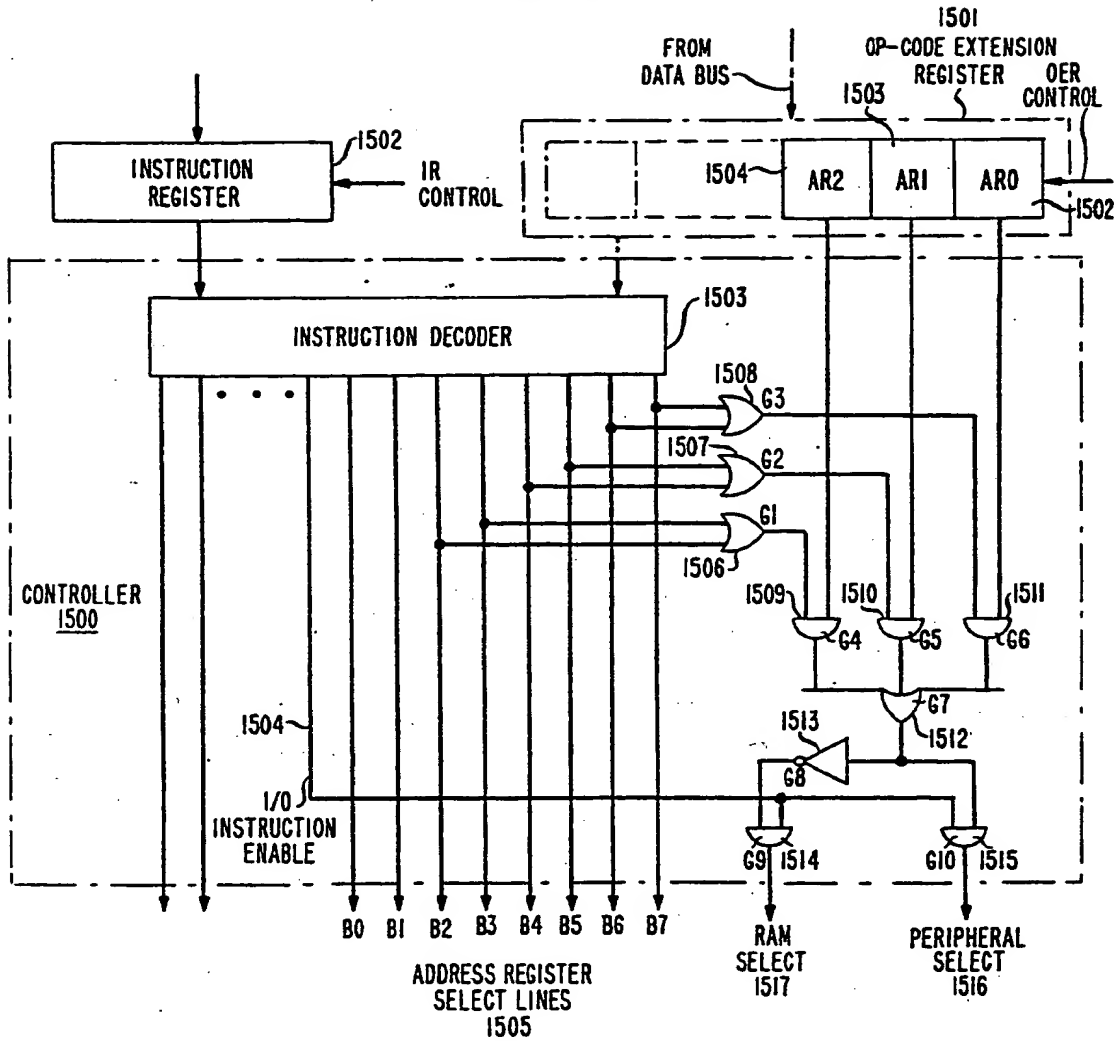 1501
OP-CODE EXTENSION
REGISTER
FROM
DATA BUS
OER
CONTROL
1503
1502
INSTRUCTION
REGISTER
IR
CONTROL
1504
AR2
AR1
AR0
1502
1503
INSTRUCTION DECODER
1508
G3
1507
G2
G1
1506
CONTROLLER
1500
1509
1510
1511
G4
G5
G6
G7
1504
1513
1512
G8
I/O
INSTRUCTION
ENABLE
G9
1514
G10
1515
B0
B1
B2
B3
B4
B5
B6
B7
RAM
SELECT
1517
PERIPHERAL
SELECT
1516
ADDRESS REGISTER
SELECT LINES
1505